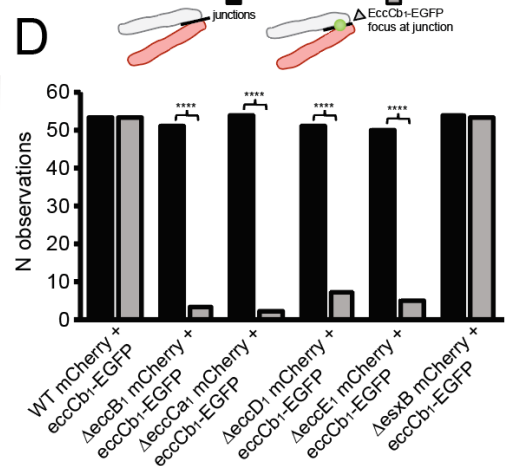 D
junctions
EccCb₁-EGFP
focus at junction
N observations
60
50
40
30
20
10
0
****
****
****
****
WT mCherry +
eccCb₁-EGFP
ΔeccB₁ mCherry +
eccCb₁-EGFP
ΔeccCa₁ mCherry +
eccCb₁-EGFP
ΔeccD₁ mCherry +
eccCb₁-EGFP
ΔeccE₁ mCherry +
eccCb₁-EGFP
ΔesxB mCherry +
eccCb₁-EGFP